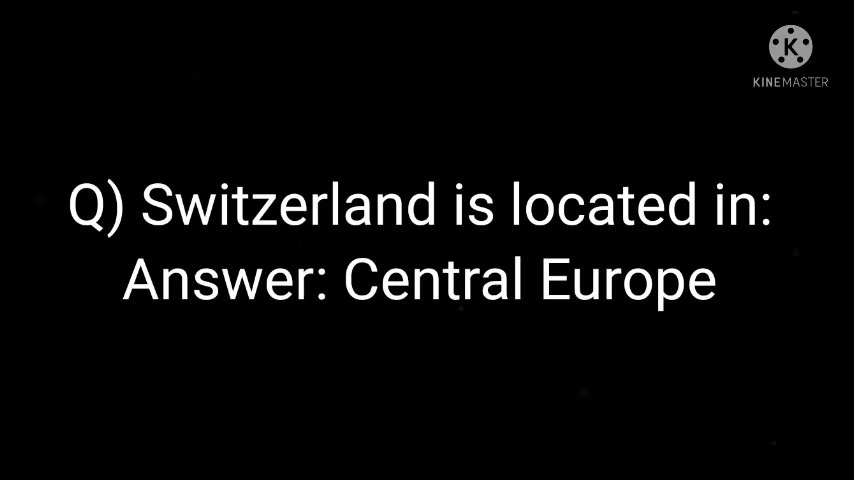 K
KINEMASTER
Q) Switzerland is located in:
Answer: Central Europe